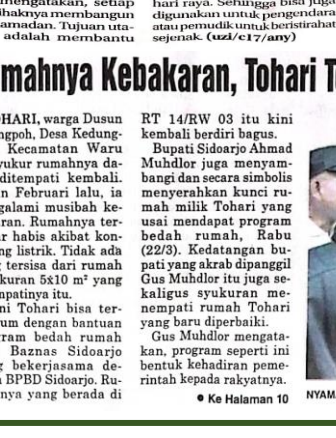 mengatakan, setiap
pihaknya membangun
amadan. Tujuan uta-
adalah membantu
hari raya. Sehingga bisa juga
digunakan untuk pengendara
atau pemudik untuk beristirahat
sejenak. (uzi/c17/any)
mahnya Kebakaran, Tohari T
HARI, warga Dusun
ngpoh, Desa Kedung-
Kecamatan Waru
yukur rumahnya da-
ditempati kembali.
n Februari lalu, ia
galami musibah ke-
ran. Rumahnya ter-
r habis akibat kon-
ng listrik. Tidak ada
g tersisa dari rumah
kuran 5x10 m² yang
mpatinya itu.
ni Tohari bisa ter-
um dengan bantuan
gram bedah rumah
Baznas Sidoarjo
g bekerjasama de-
n BPBD Sidoarjo. Ru-
nya yang berada di
RT 14/RW 03 itu kini
kembali berdiri bagus.
Bupati Sidoarjo Ahmad
Muhdlor juga menyam-
bangi dan secara simbolis
menyerahkan kunci ru-
mah milik Tohari yang
usai mendapat program
bedah rumah, Rabu
(22/3). Kedatangan bu-
pati yang akrab dipanggil
Gus Muhdlor itu juga se-
kaligus syukuran me-
nempati rumah Tohari
yang baru diperbaiki.
Gus Muhdlor mengata-
kan, program seperti ini
bentuk kehadiran peme-
rintah kepada rakyatnya.
● Ke Halaman 10
NYAM